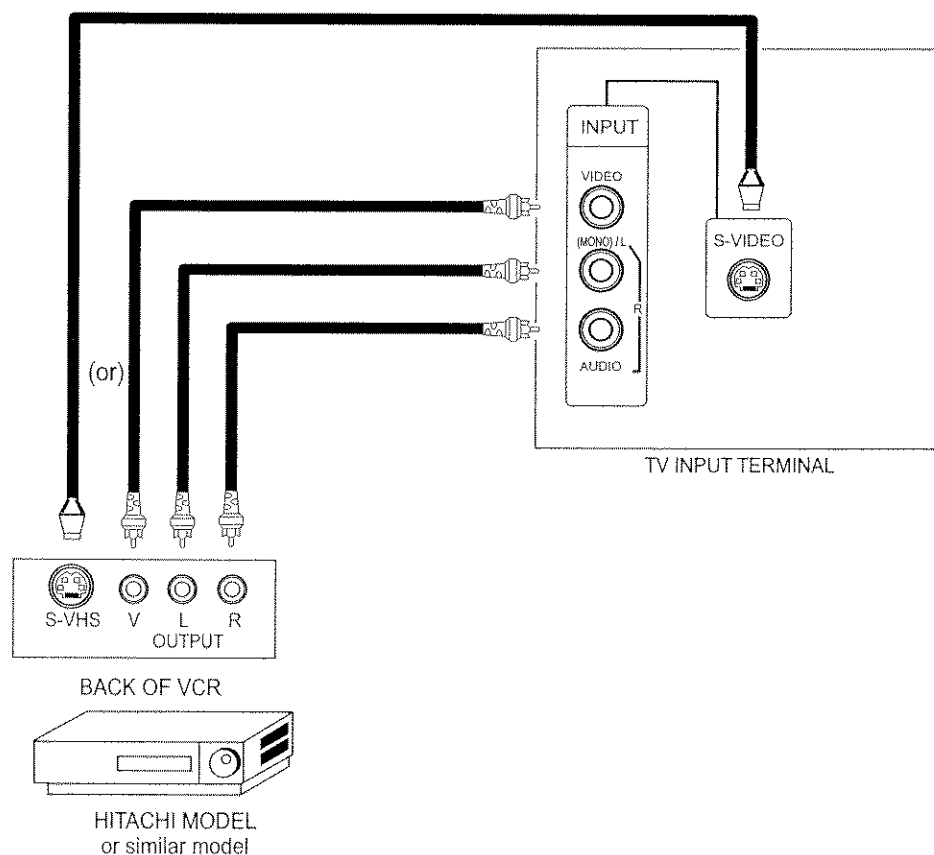 INPUT
VIDEO
(MONO) / L
S-VIDEO
R
AUDIO
(or)
TV INPUT TERMINAL
S-VHS V L R
OUTPUT
BACK OF VCR
HITACHI MODEL
or similar model